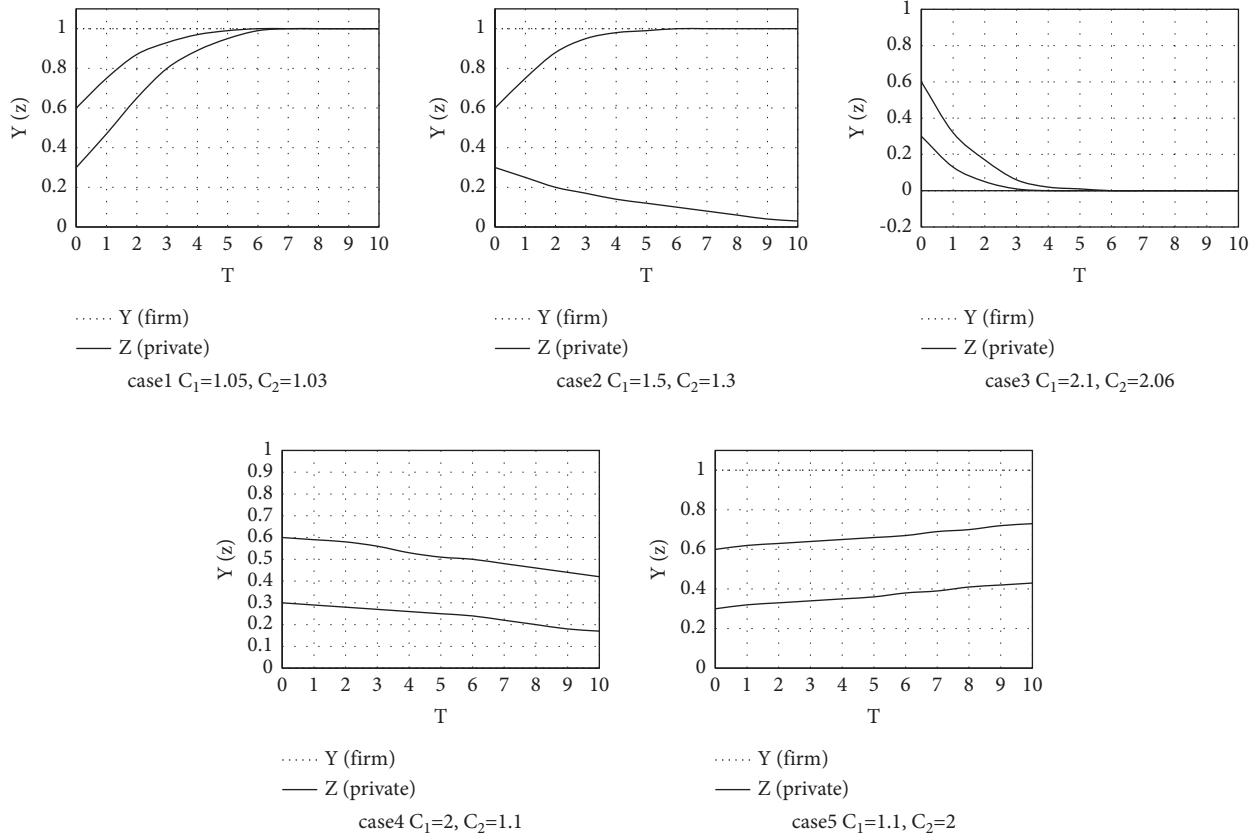 1
0.8
0.6
0.4
0.2
0
Y (z)
0 1 2 3 4 5 6 7 8 9 10
T
Y (firm)
Z (private)
case1 C₁=1.05, C₂=1.03
1
0.8
0.6
0.4
0.2
0
Y (z)
0 1 2 3 4 5 6 7 8 9 10
T
Y (firm)
Z (private)
case2 C₁=1.5, C₂=1.3
1
0.8
0.6
0.4
0.2
0
-0.2
Y (z)
0 1 2 3 4 5 6 7 8 9 10
T
Y (firm)
Z (private)
case3 C₁=2.1, C₂=2.06
1
0.9
0.8
0.7
0.6
0.5
0.4
0.3
0.2
0.1
0
Y (z)
0 1 2 3 4 5 6 7 8 9 10
T
Y (firm)
Z (private)
case4 C₁=2, C₂=1.1
1
0.8
0.6
0.4
0.2
0
Y (z)
0 1 2 3 4 5 6 7 8 9 10
T
Y (firm)
Z (private)
case5 C₁=1.1, C₂=2